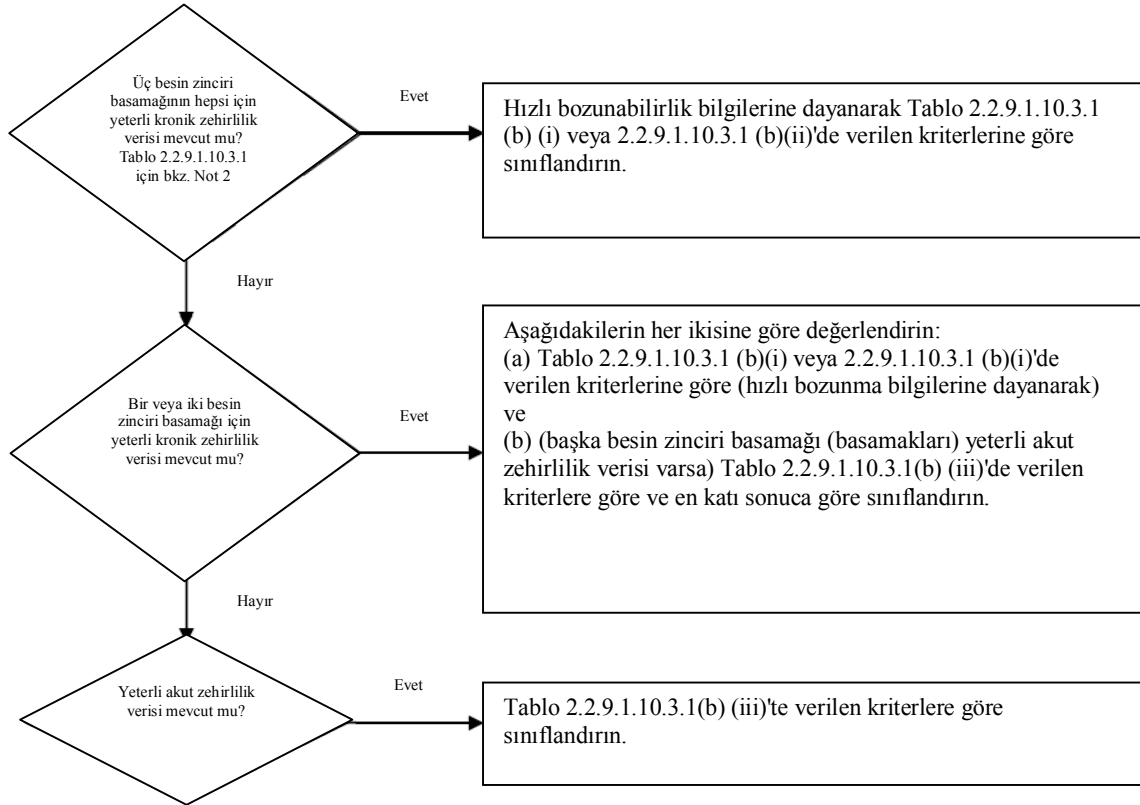 Üç besin zinciri
basamağının hepsi için
yeterli kronik zehirlilik
verisi mevcut mu?
Tablo 2.2.9.1.10.3.1
için bkz. Not 2
Evet
Hızlı bozunabilirlik bilgilerine dayanarak Tablo 2.2.9.1.10.3.1
(b) (i) veya 2.2.9.1.10.3.1 (b)(ii)'de verilen kriterlerine göre
sınıflandırın.
Hayır
Bir veya iki besin
zinciri basamağı için
yeterli kronik zehirlilik
verisi mevcut mu?
Evet
Aşağıdakilerin her ikisine göre değerlendirin:
(a) Tablo 2.2.9.1.10.3.1 (b)(i) veya 2.2.9.1.10.3.1 (b)(i)'de
verilen kriterlerine göre (hızlı bozunma bilgilerine dayanarak)
ve
(b) (başka besin zinciri basamağı (basamakları) yeterli akut
zehirlilik verisi varsa) Tablo 2.2.9.1.10.3.1(b) (iii)'de verilen
kriterlere göre ve en katı sonuca göre sınıflandırın.
Hayır
Yeterli akut zehirlilik
verisi mevcut mu?
Evet
Tablo 2.2.9.1.10.3.1(b) (iii)'te verilen kriterlere göre
sınıflandırın.